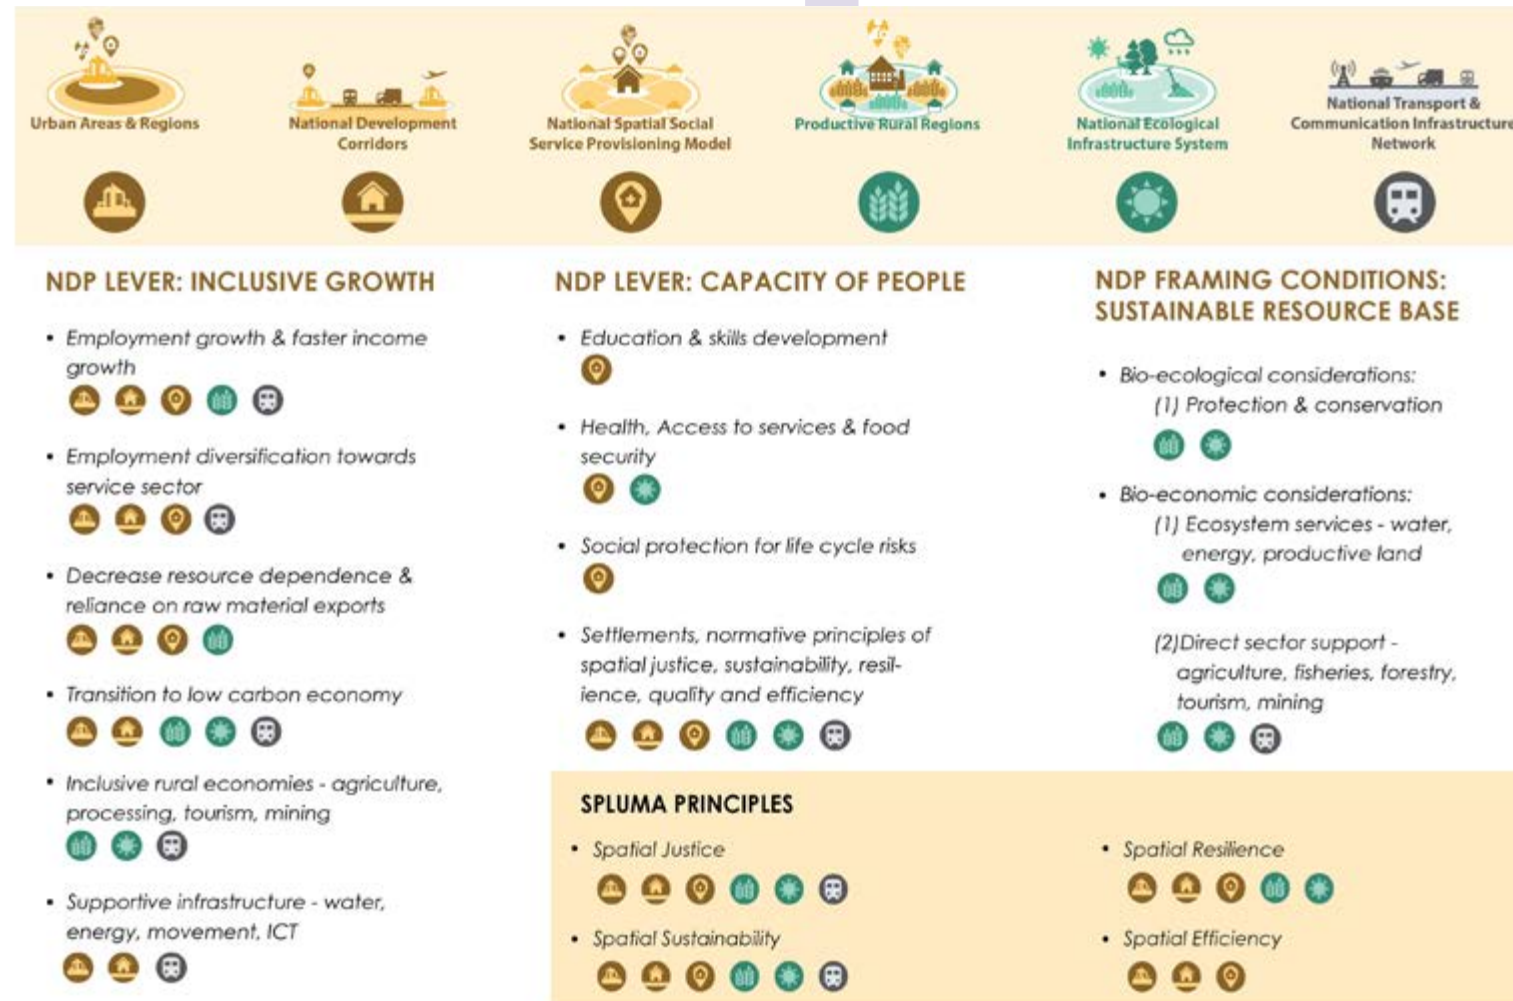 Urban Areas & Regions
National Development
Corridors
National Spatial Social
Service Provisioning Model
Productive Rural Regions
National Ecological
Infrastructure System
National Transport &
Communication Infrastructure
Network
NDP LEVER: INCLUSIVE GROWTH
• Employment growth & faster income
growth
• Employment diversification towards
service sector
• Decrease resource dependence &
reliance on raw material exports
• Transition to low carbon economy
• Inclusive rural economies - agriculture,
processing, tourism, mining
• Supportive infrastructure - water,
energy, movement, ICT
NDP LEVER: CAPACITY OF PEOPLE
• Education & skills development
• Health, Access to services & food
security
• Social protection for life cycle risks
• Settlements, normative principles of
spatial justice, sustainability, resil-
ience, quality and efficiency
NDP FRAMING CONDITIONS:
SUSTAINABLE RESOURCE BASE
• Bio-ecological considerations:
(1) Protection & conservation
• Bio-economic considerations:
(1) Ecosystem services - water,
energy, productive land
(2)Direct sector support -
agriculture, fisheries, forestry,
tourism, mining
SPLUMA PRINCIPLES
• Spatial Justice
• Spatial Sustainability
• Spatial Resilience
• Spatial Efficiency